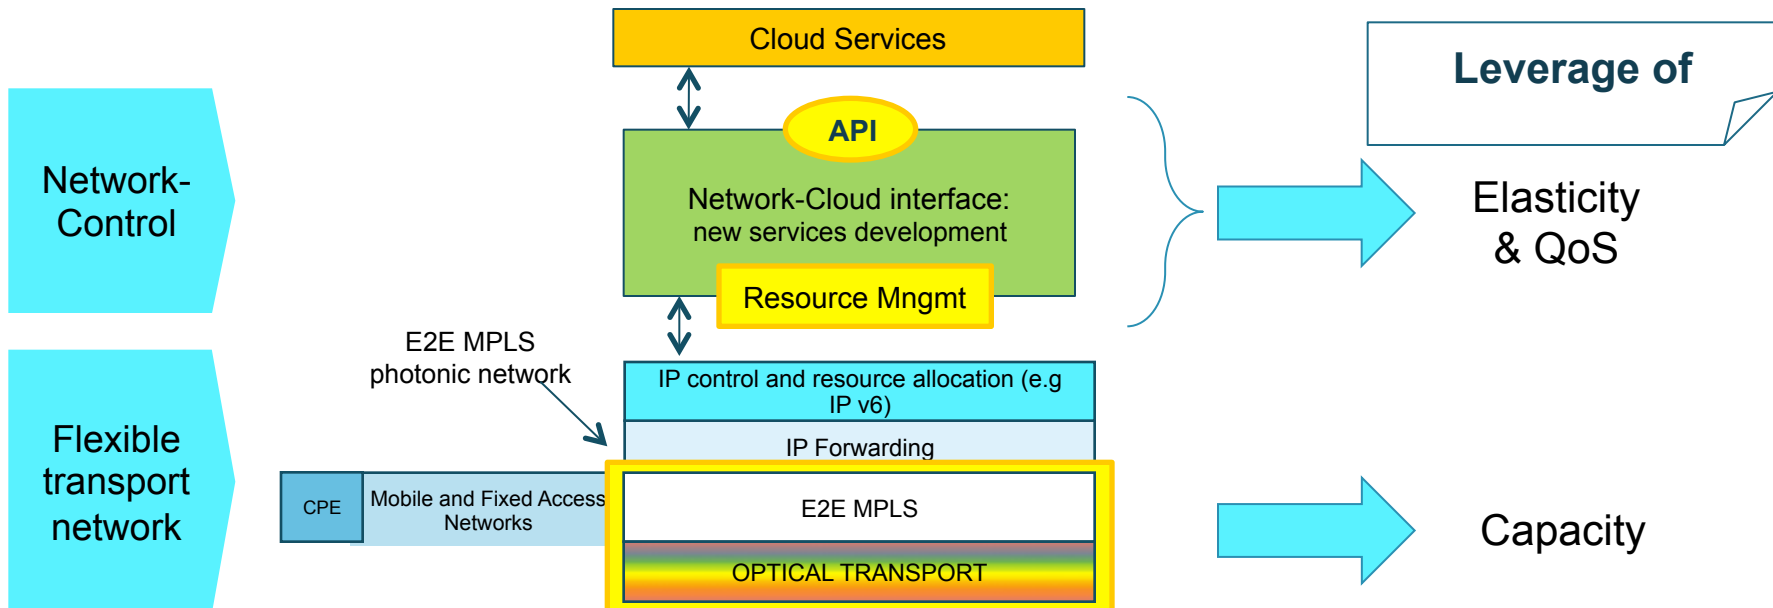 Cloud Services
Leverage of
API
Network-
Control
Network-Cloud interface:
new services development
Elasticity
& QoS
Resource Mngmt
E2E MPLS
photonic network
IP control and resource allocation (e.g
IP v6)
IP Forwarding
Flexible
transport
network
CPE
Mobile and Fixed Access
Networks
E2E MPLS
Capacity
OPTICAL TRANSPORT